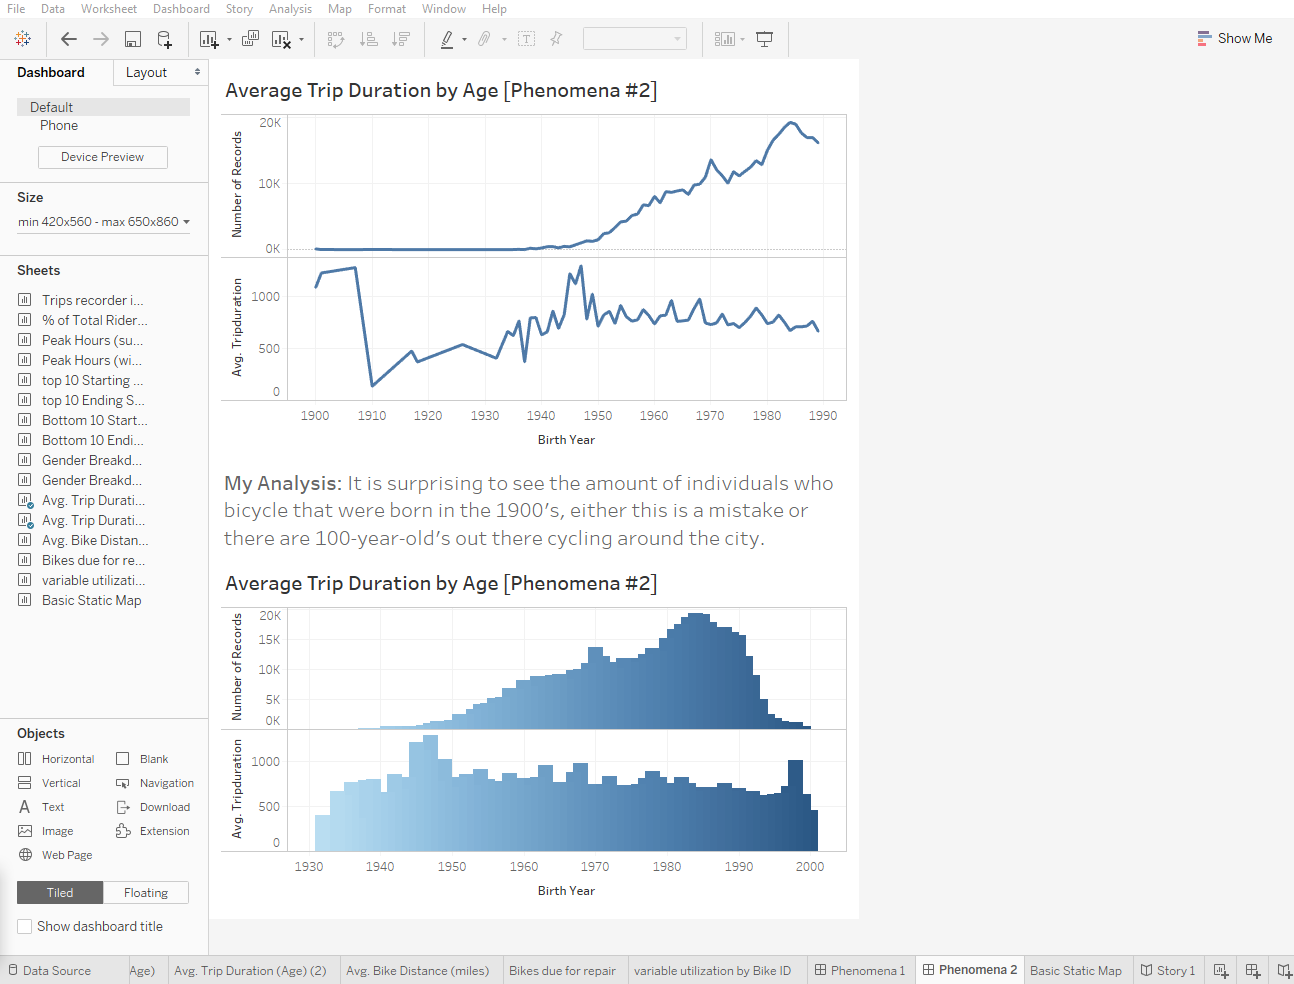 File Data Worksheet Dashboard Story Analysis Map Format Window Help
Show Me
Dashboard Layout
Default
Phone
Device Preview
Size
min 420x560 - max 650x860
Sheets
Trips recorder i...
% of Total Rider...
Peak Hours (su...
Peak Hours (wi...
top 10 Starting ...
top 10 Ending S...
Bottom 10 Start...
Bottom 10 Endi...
Gender Breakd...
Gender Breakd...
Avg. Trip Durati...
Avg. Trip Durati...
Avg. Bike Distan...
Bikes due for re...
variable utilizati...
Basic Static Map
Objects
Horizontal Blank
Vertical Navigation
Text Download
Image Extension
Web Page
Tiled Floating
Show dashboard title
Average Trip Duration by Age [Phenomena #2]
Number of Records
20K
10K
0K
Avg. Tripduration
1000
500
0
1900 1910 1920 1930 1940 1950 1960 1970 1980 1990
Birth Year
My Analysis: It is surprising to see the amount of individuals who
bicycle that were born in the 1900's, either this is a mistake or
there are 100-year-old's out there cycling around the city.
Average Trip Duration by Age [Phenomena #2]
Number of Records
20K
15K
10K
5K
0K
Avg. Tripduration
1000
500
0
1930 1940 1950 1960 1970 1980 1990 2000
Birth Year
Data Source Age) Avg. Trip Duration (Age) (2) Avg. Bike Distance (miles) Bikes due for repair variable utilization by Bike ID Phenomena 1 Phenomena 2 Basic Static Map Story 1